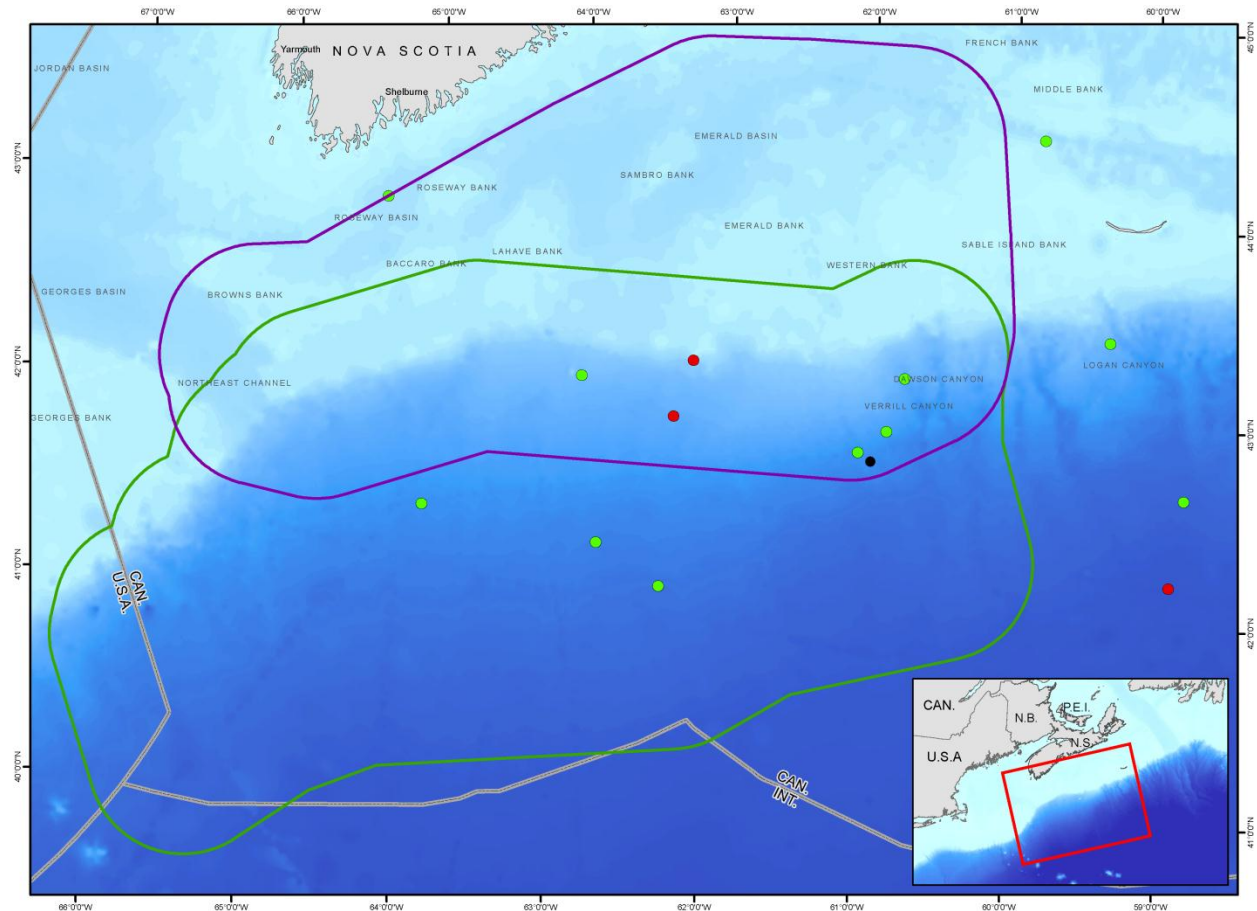 67°0'0"W 66°0'0"W 65°0'0"W 64°0'0"W 63°0'0"W 62°0'0"W 61°0'0"W 60°0'0"W
45°0'0"N
FRENCH BANK
Yarmouth NOVA SCOTIA
JORDAN BASIN
MIDDLE BANK
Shelburne
EMERALD BASIN
43°0'0"N
SAMBRO BANK
ROSEWAY BANK
ROSEWAY BASIN
EMERALD BANK
44°0'0"N
SABLE ISLAND BANK
LAHAVE BANK
BACCARO BANK
WESTERN BANK
GEORGES BASIN
BROWNS BANK
42°0'0"N
LOGAN CANYON
NORTHEAST CHANNEL
DAWSON CANYON
VERRILL CANYON
GEORGES BANK
43°0'0"N
41°0'0"N
CAN.
U.S.A.
42°0'0"N
CAN.
P.E.I.
N.B.
N.S.
U.S.A
40°0'0"N
CAN.
INT.
41°0'0"N
66°0'0"W 65°0'0"W 64°0'0"W 63°0'0"W 62°0'0"W 61°0'0"W 60°0'0"W 59°0'0"W